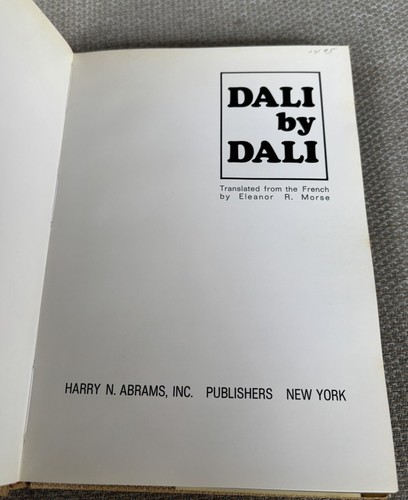 DALI
by
DALI
Translated from the French
by Eleanor R. Morse
HARRY N. ABRAMS, INC. PUBLISHERS NEW YORK